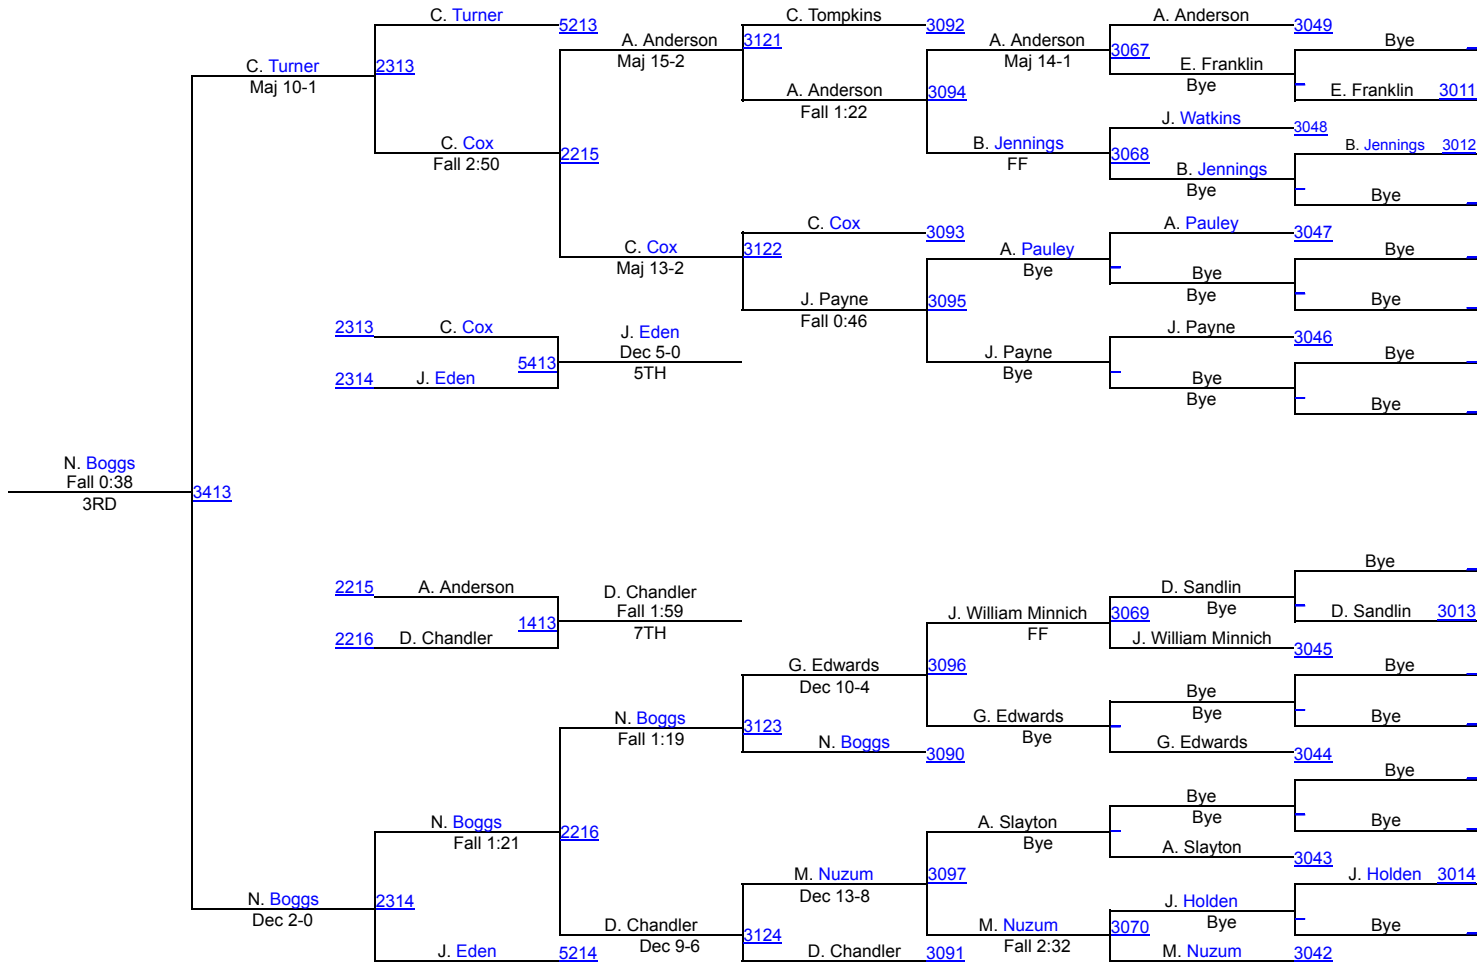 C. Turner
5213
C. Tompkins
3092
A. Anderson
3049
A. Anderson
Maj 15-2
3121
A. Anderson
Maj 14-1
3067
Bye
C. Turner
Maj 10-1
2313
E. Franklin
Bye
A. Anderson
Fall 1:22
3094
E. Franklin
3011
J. Watkins
3048
C. Cox
Fall 2:50
2215
B. Jennings
FF
3068
B. Jennings
3012
B. Jennings
Bye
Bye
C. Cox
3093
A. Pauley
3047
C. Cox
Maj 13-2
3122
A. Pauley
Bye
Bye
Bye
Bye
J. Payne
Fall 0:46
3095
Bye
2313
C. Cox
J. Eden
Dec 5-0
5TH
5413
J. Payne
3046
J. Payne
Bye
Bye
2314
J. Eden
Bye
Bye
Bye
N. Boggs
Fall 0:38
3RD
3413
Bye
2215
A. Anderson
D. Chandler
Fall 1:59
7TH
1413
D. Sandlin
Bye
J. William Minnich
FF
3069
D. Sandlin
3013
2216
D. Chandler
J. William Minnich
3045
G. Edwards
Dec 10-4
3096
Bye
Bye
Bye
N. Boggs
Fall 1:19
3123
G. Edwards
Bye
Bye
N. Boggs
3090
G. Edwards
3044
Bye
Bye
Bye
N. Boggs
Fall 1:21
2216
A. Slayton
Bye
Bye
A. Slayton
3043
M. Nuzum
Dec 13-8
3097
J. Holden
3014
N. Boggs
Dec 2-0
2314
J. Holden
Bye
D. Chandler
Dec 9-6
3124
M. Nuzum
Fall 2:32
3070
Bye
J. Eden
5214
D. Chandler
3091
M. Nuzum
3042